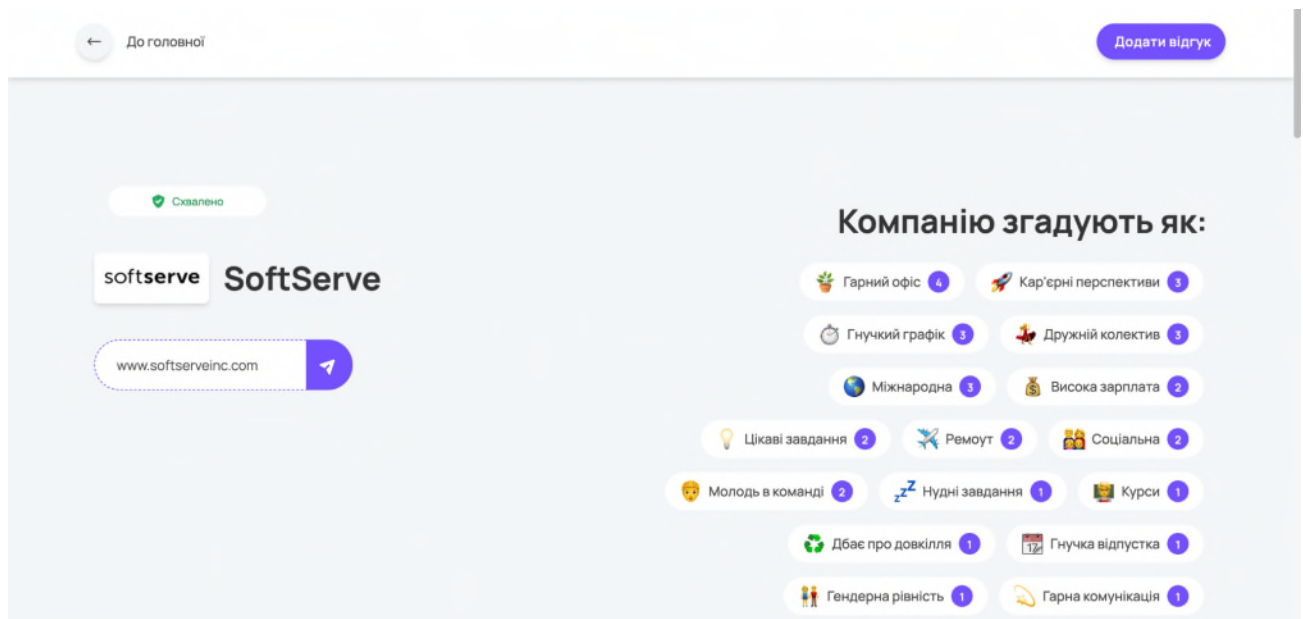 До головної
Додати відгук
Схвалено
softserve SoftServe
www.softserveinc.com
Компанію згадують як:
Гарний офіс 4 Кар'єрні перспективи 3
Гнучкий графік 3 Дружній колектив 3
Міжнародна 3 Висока зарплата 2
Цікаві завдання 2 Ремоут 2 Соціальна 2
Молодь в команді 2 Нудні завдання 1 Курси 1
Дбає про довкілля 1 Гнучка відпустка 1
Гендерна рівність 1 Гарна комунікація 1